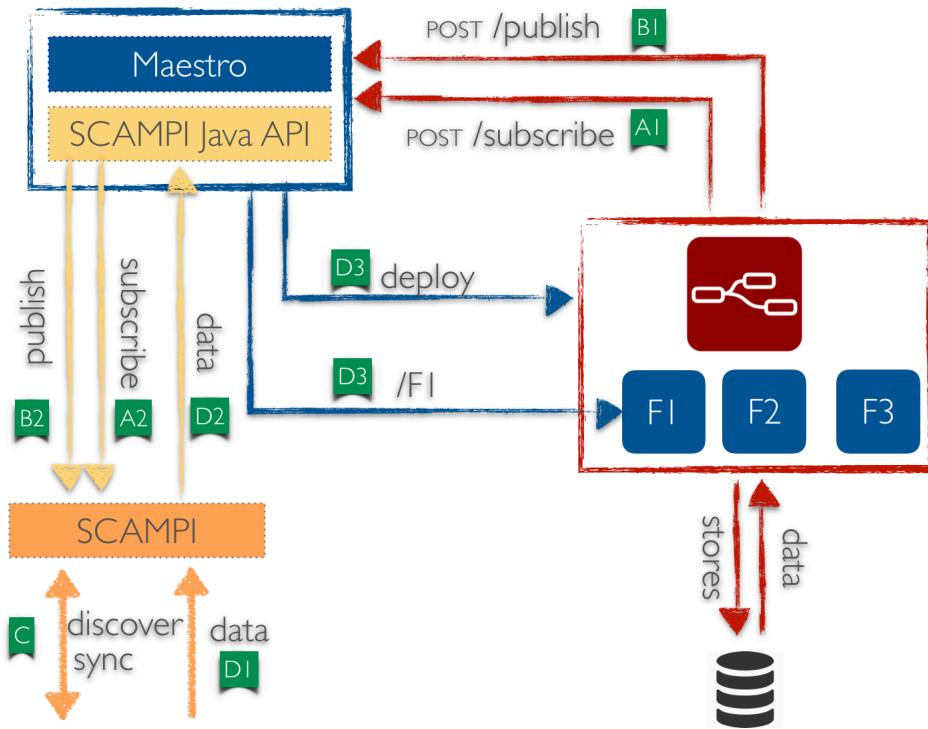 POST /publish B1
Maestro
SCAMPI Java API
POST /subscribe A1
D3 deploy
publish
subscribe
data
D3 /F1
B2
A2
D2
F1
F2
F3
SCAMPI
stores
data
C
discover
sync
data
D1